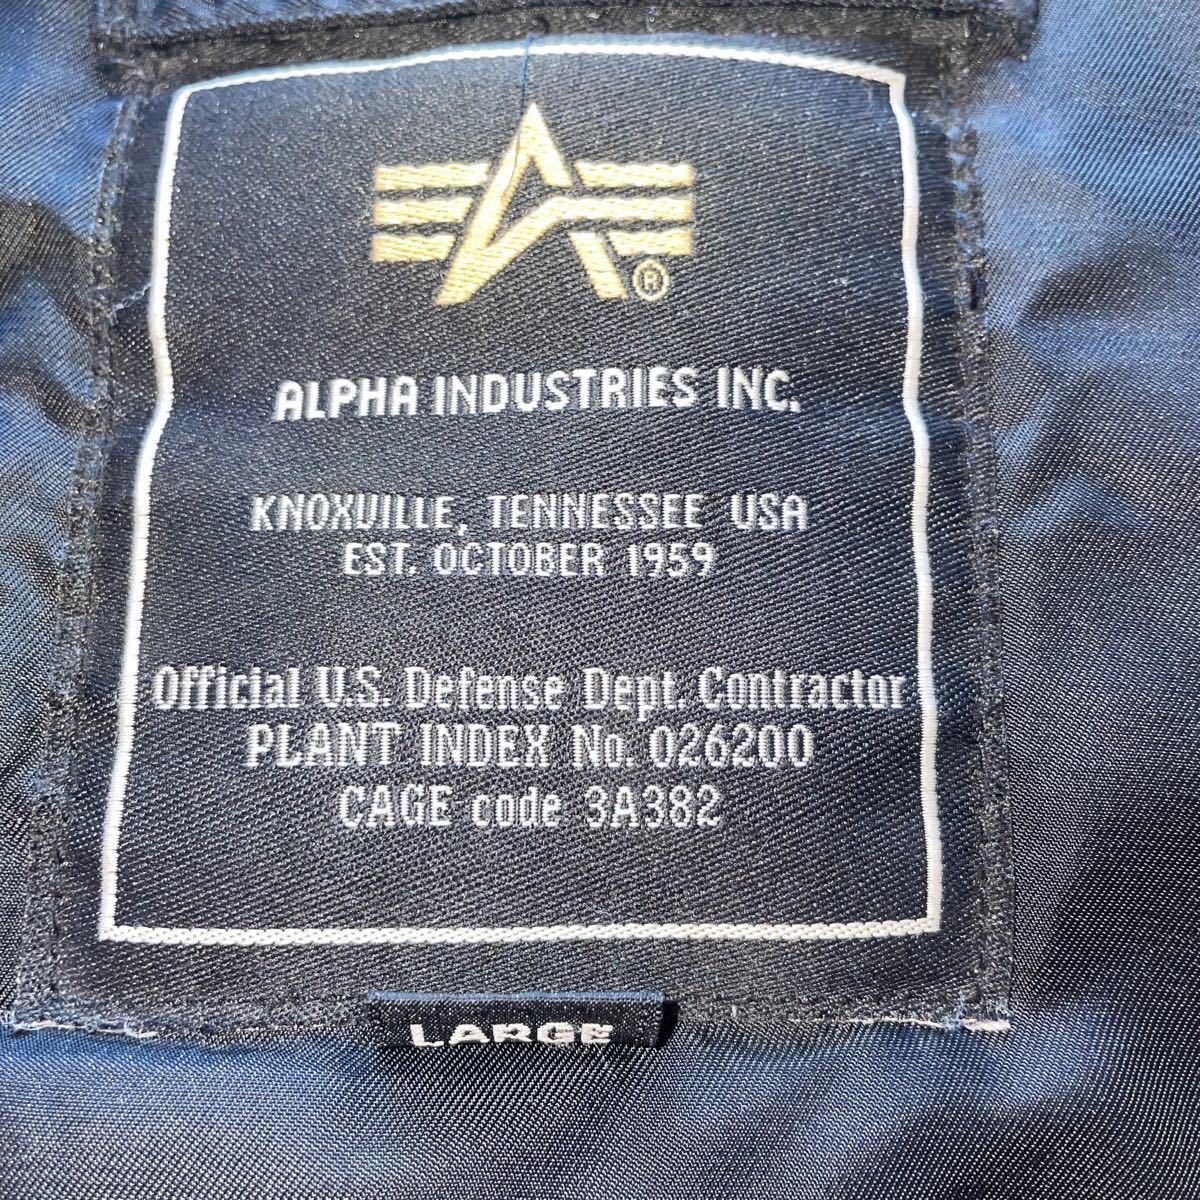 ®
ALPHA INDUSTRIES INC.
KNOXVILLE, TENNESSEE USA
EST. OCTOBER 1959
Official U.S. Defense Dept. Contractor
PLANT INDEX No. 026200
CAGE code 3A382
LARGE